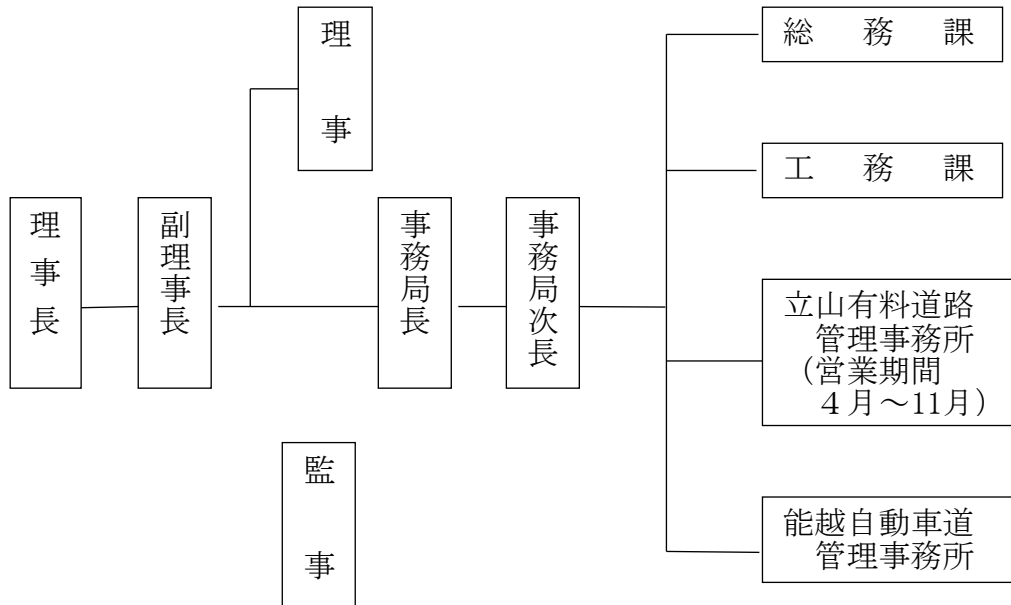 理事長
副理事長
理事
監事
事務局長
事務局次長
総務課
工務課
立山有料道路
管理事務所
(営業期間
4月~11月)
能越自動車道
管理事務所